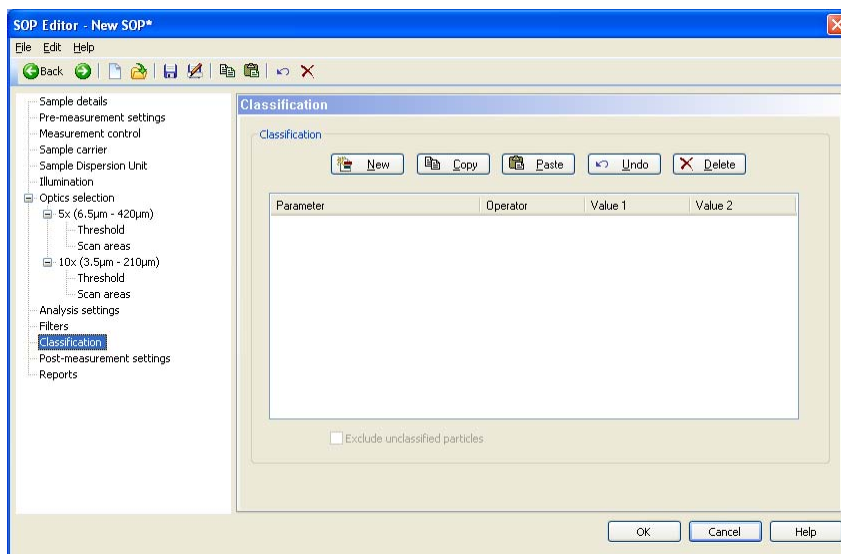 SOP Editor - New SOP*
File Edit Help
Back
Sample details
Pre-measurement settings
Measurement control
Sample carrier
Sample Dispersion Unit
Illumination
Optics selection
5x (6.5µm - 420µm)
Threshold
Scan areas
10x (3.5µm - 210µm)
Threshold
Scan areas
Analysis settings
Filters
Classification
Post-measurement settings
Reports
Classification
Classification
New Copy Paste Undo Delete
Parameter Operator Value 1 Value 2
Exclude unclassified particles
OK Cancel Help